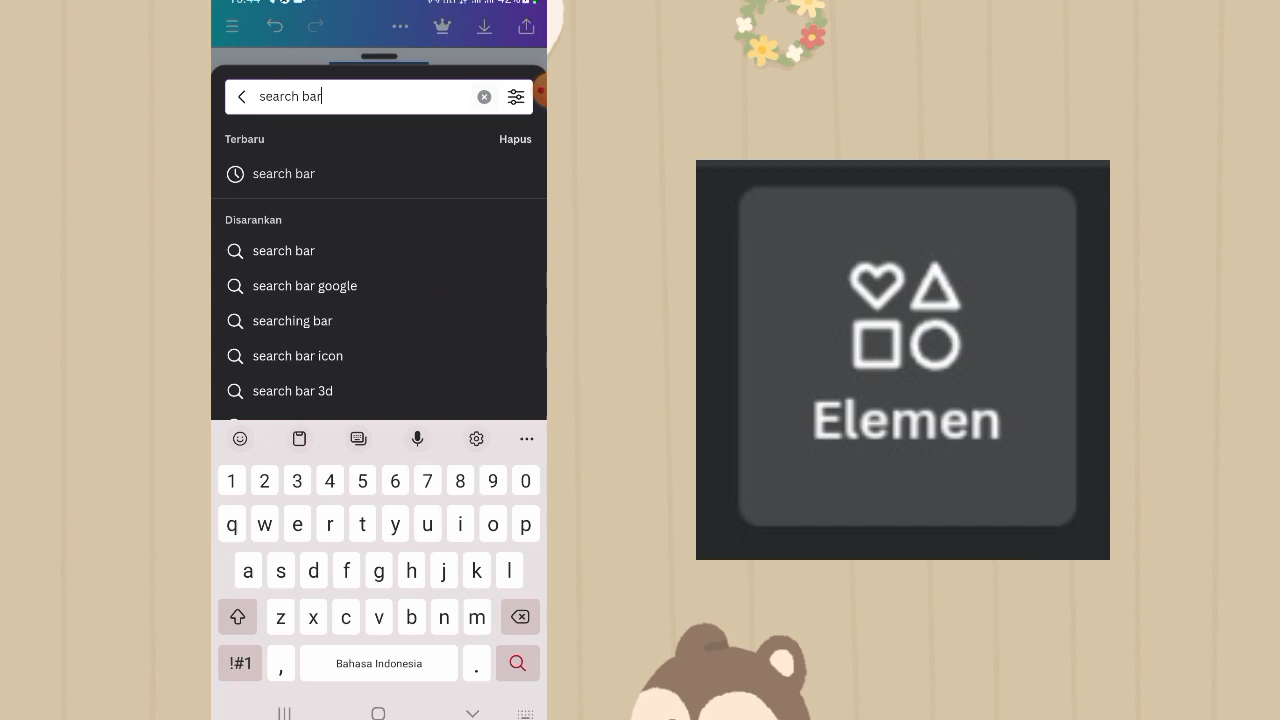 search bar
Terbaru
Hapus
search bar
Disarankan
search bar
search bar google
searching bar
search bar icon
search bar 3d
1 2 3 4 5 6 7 8 9 0
q w e r t y u i o p
a s d f g h j k l
z x c v b n m
!#1 , Bahasa Indonesia .
Elemen